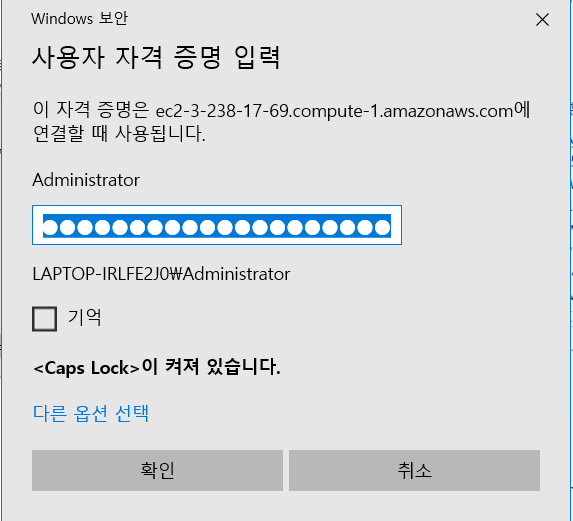 Windows 보안
사용자 자격 증명 입력
이 자격 증명은 ec2-3-238-17-69.compute-1.amazonaws.com에
연결할 때 사용됩니다.
Administrator
●●●●●●●●●●●●●●●●●●●●
LAPTOP-IRLFE2J0₩Administrator
기억
<Caps Lock>이 켜져 있습니다.
다른 옵션 선택
확인
취소